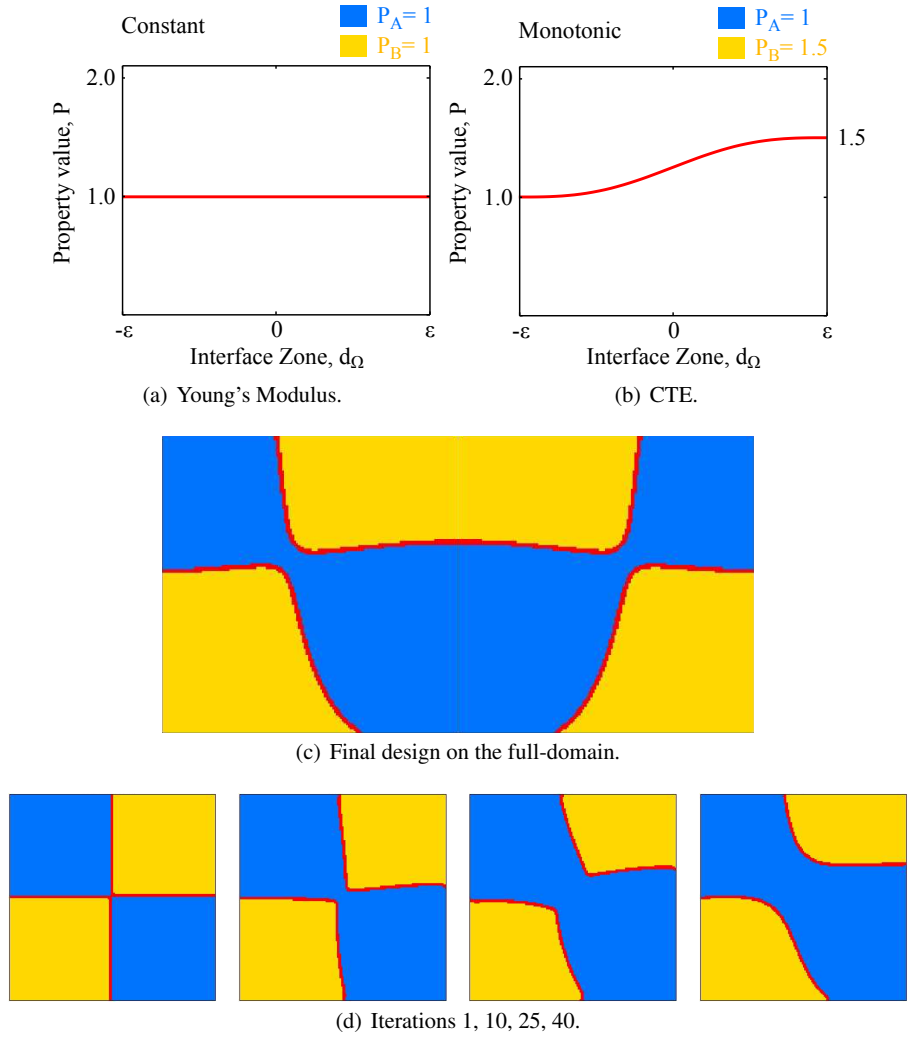 Constant
P_A= 1
P_B= 1
Property value, P
2.0
1.0
-ε
0
ε
Interface Zone, d_Ω
(a) Young's Modulus.
Monotonic
P_A= 1
P_B= 1.5
Property value, P
2.0
1.0
1.5
-ε
0
ε
Interface Zone, d_Ω
(b) CTE.
(c) Final design on the full-domain.
(d) Iterations 1, 10, 25, 40.